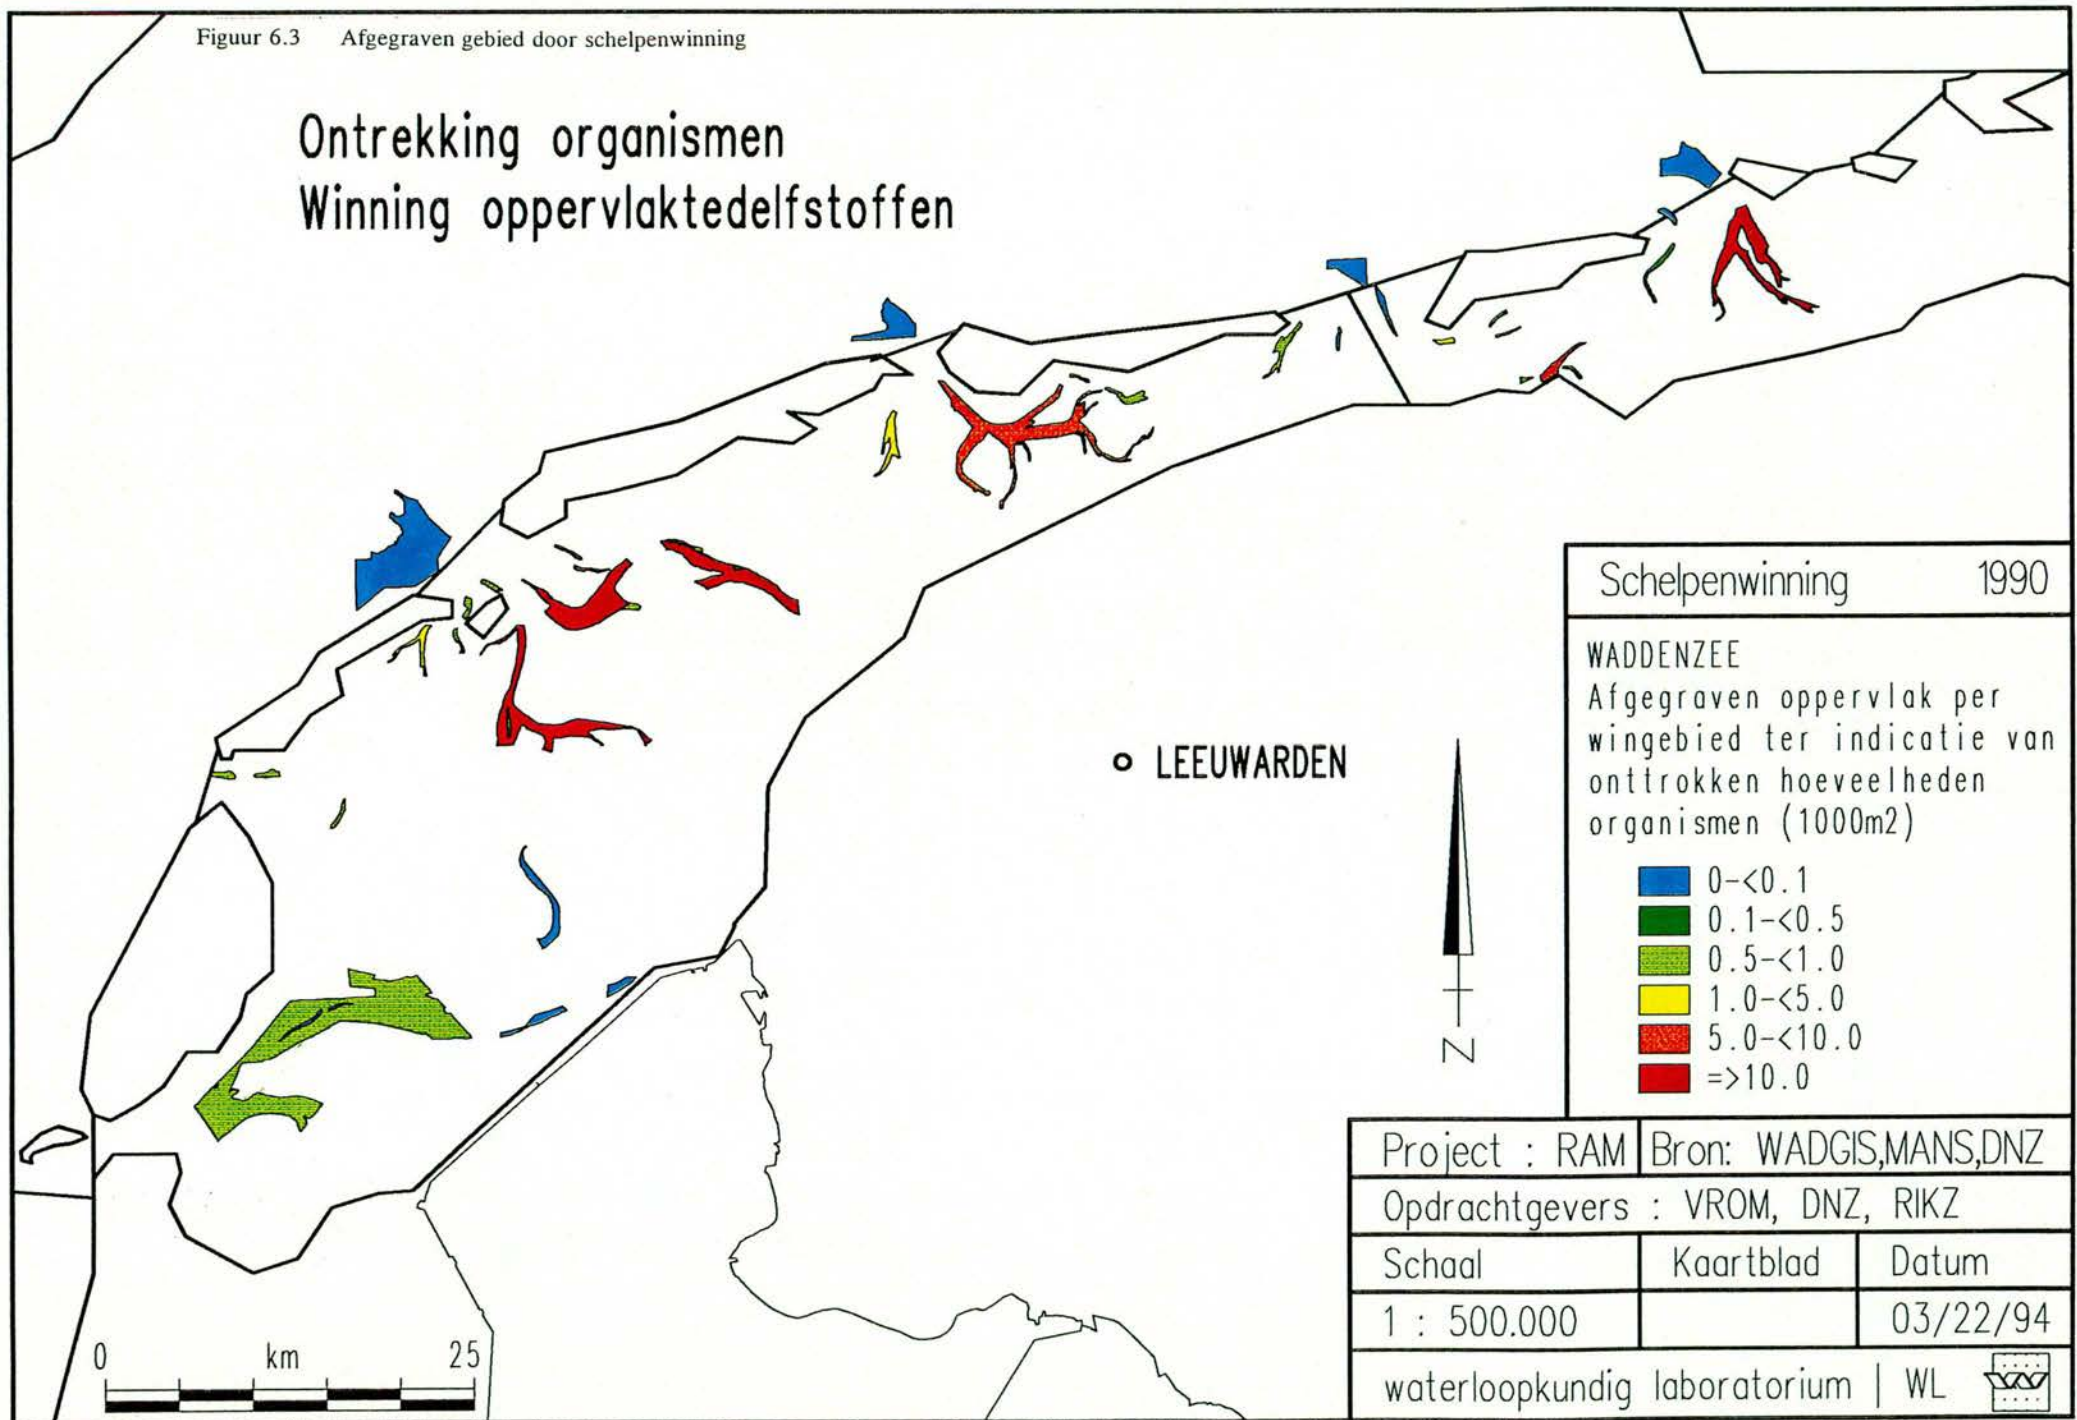 Figuur 6.3 Afgegraven gebied door schelpenwinning
Ontrekking organismen
Winning oppervlaktedelfstoffen
LEEUWARDEN
N
Schelpenwinning 1990
WADDENZEE
Afgegraven oppervlak per
wingebied ter indicatie van
onttrokken hoeveelheden
organismen (1000m2)
0-<0.1
0.1-<0.5
0.5-<1.0
1.0-<5.0
5.0-<10.0
=>10.0
Project : RAM Bron: WADGIS,MANS,DNZ
Opdrachtgevers : VROM, DNZ, RIKZ
Schaal Kaartblad Datum
1 : 500.000 03/22/94
waterloopkundig laboratorium | WL
0 km 25